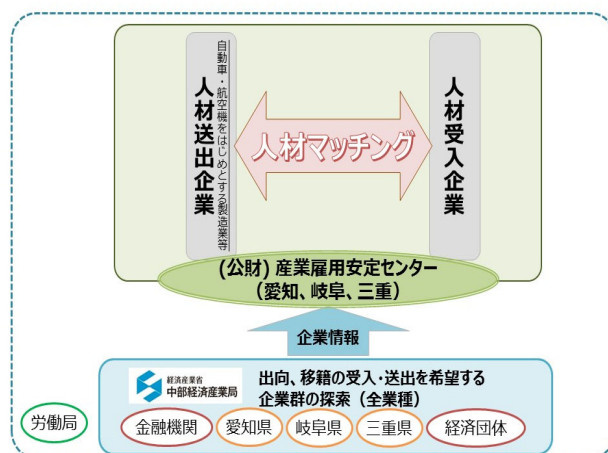 人材送出企業
自動車・航空機をはじめとする製造業等
人材マッチング
人材受入企業
(公財) 産業雇用安定センター
（愛知、岐阜、三重）
企業情報
経済産業省
中部経済産業局
出向、移籍の受入・送出を希望する
企業群の探索（全業種）
労働局
金融機関
愛知県
岐阜県
三重県
経済団体